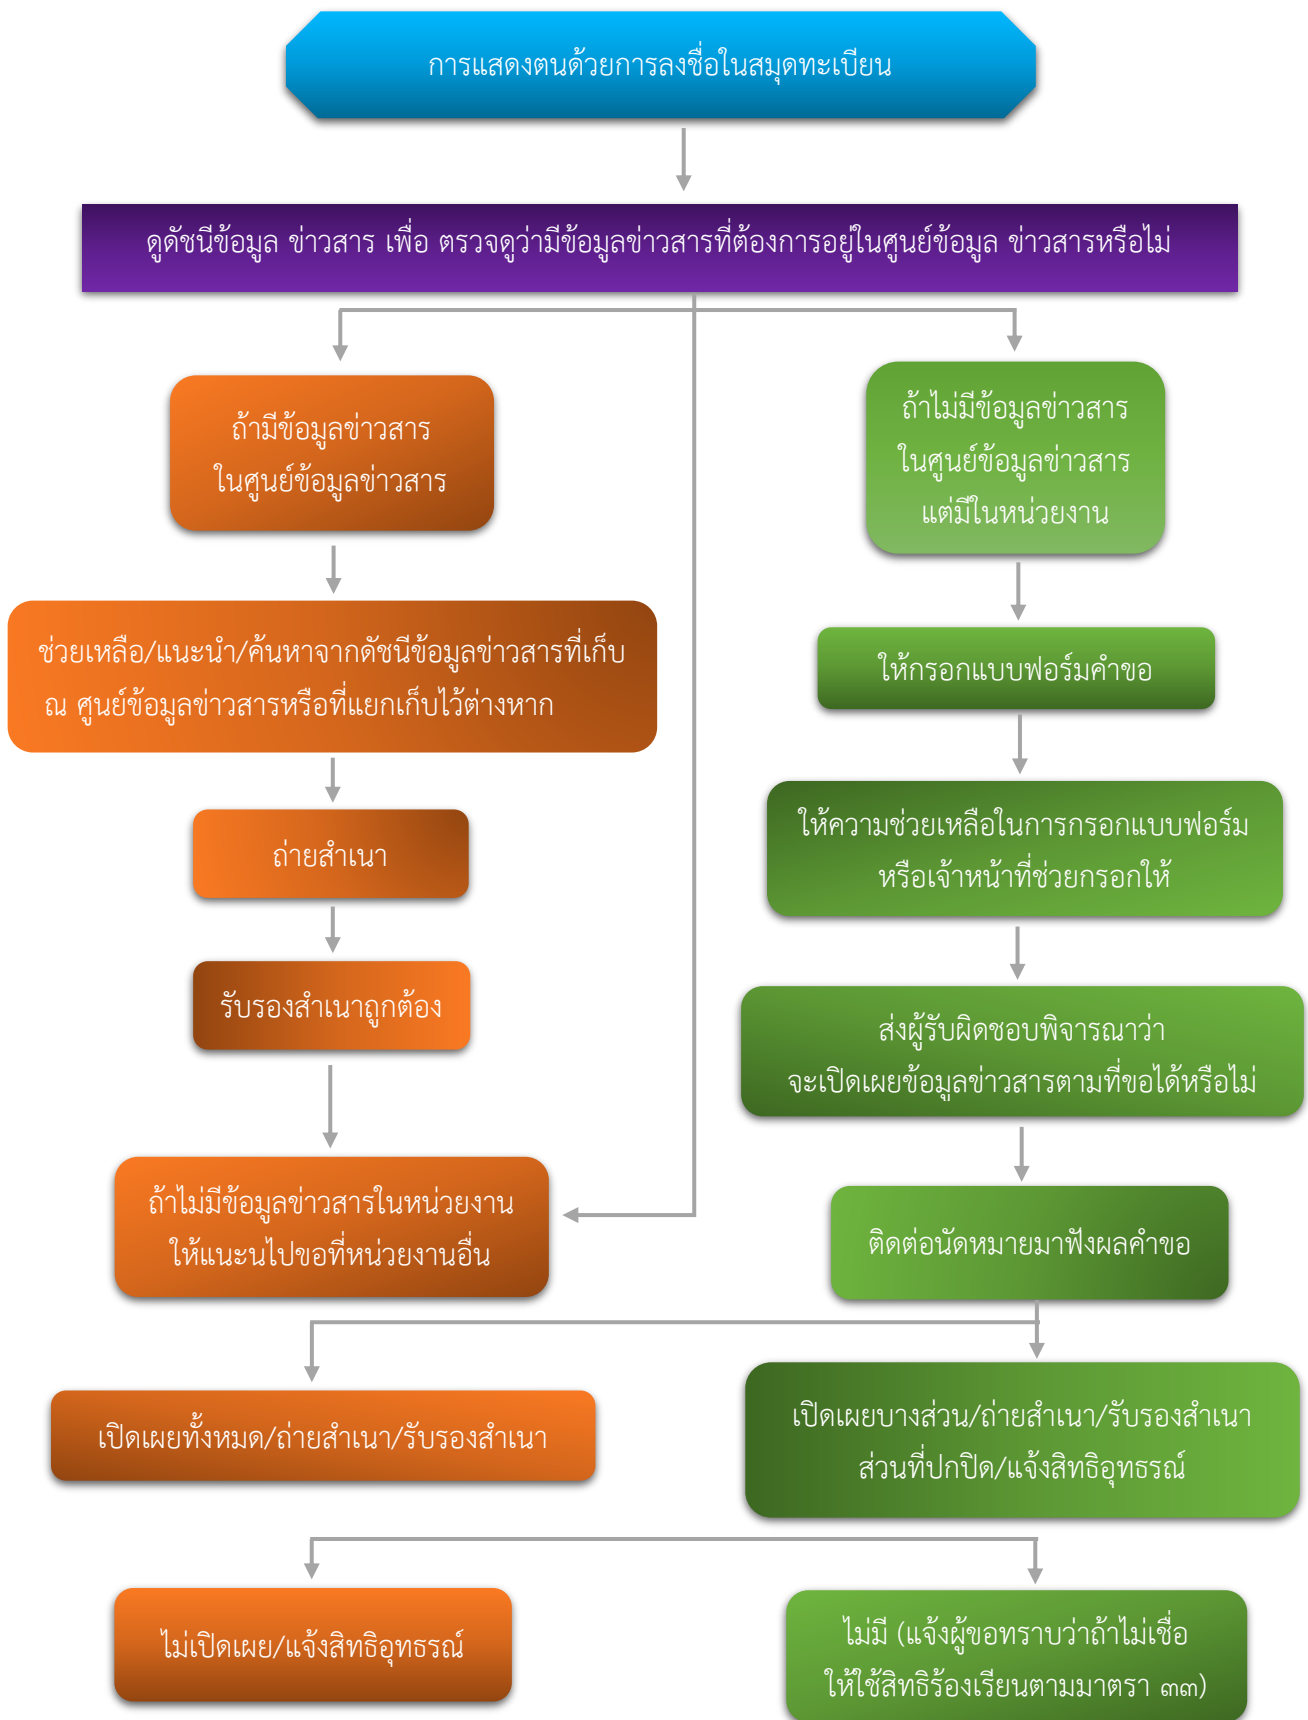 การแสดงตนด้วยการลงชื่อในสมุดทะเบียน
ดูดัชนีข้อมูล ข่าวสาร เพื่อ ตรวจดูว่ามีข้อมูลข่าวสารที่ต้องการอยู่ในศูนย์ข้อมูล ข่าวสารหรือไม่
ถ้ามีข้อมูลข่าวสาร
ในศูนย์ข้อมูลข่าวสาร
ช่วยเหลือ/แนะนำ/ค้นหาจากดัชนีข้อมูลข่าวสารที่เก็บ
ณ ศูนย์ข้อมูลข่าวสารหรือที่แยกเก็บไว้ต่างหาก
ถ่ายสำเนา
รับรองสำเนาถูกต้อง
ถ้าไม่มีข้อมูลข่าวสารในหน่วยงาน
ให้แนะนไปขอที่หน่วยงานอื่น
ถ้าไม่มีข้อมูลข่าวสาร
ในศูนย์ข้อมูลข่าวสาร
แต่มีในหน่วยงาน
ให้กรอกแบบฟอร์มคำขอ
ให้ความช่วยเหลือในการกรอกแบบฟอร์ม
หรือเจ้าหน้าที่ช่วยกรอกให้
ส่งผู้รับผิดชอบพิจารณาว่า
จะเปิดเผยข้อมูลข่าวสารตามที่ขอได้หรือไม่
ติดต่อนัดหมายมาฟังผลคำขอ
เปิดเผยทั้งหมด/ถ่ายสำเนา/รับรองสำเนา
เปิดเผยบางส่วน/ถ่ายสำเนา/รับรองสำเนา
ส่วนที่ปกปิด/แจ้งสิทธิอุทธรณ์
ไม่เปิดเผย/แจ้งสิทธิอุทธรณ์
ไม่มี (แจ้งผู้ขอทราบว่าถ้าไม่เชื่อ
ให้ใช้สิทธิร้องเรียนตามมาตรา ๓๓)